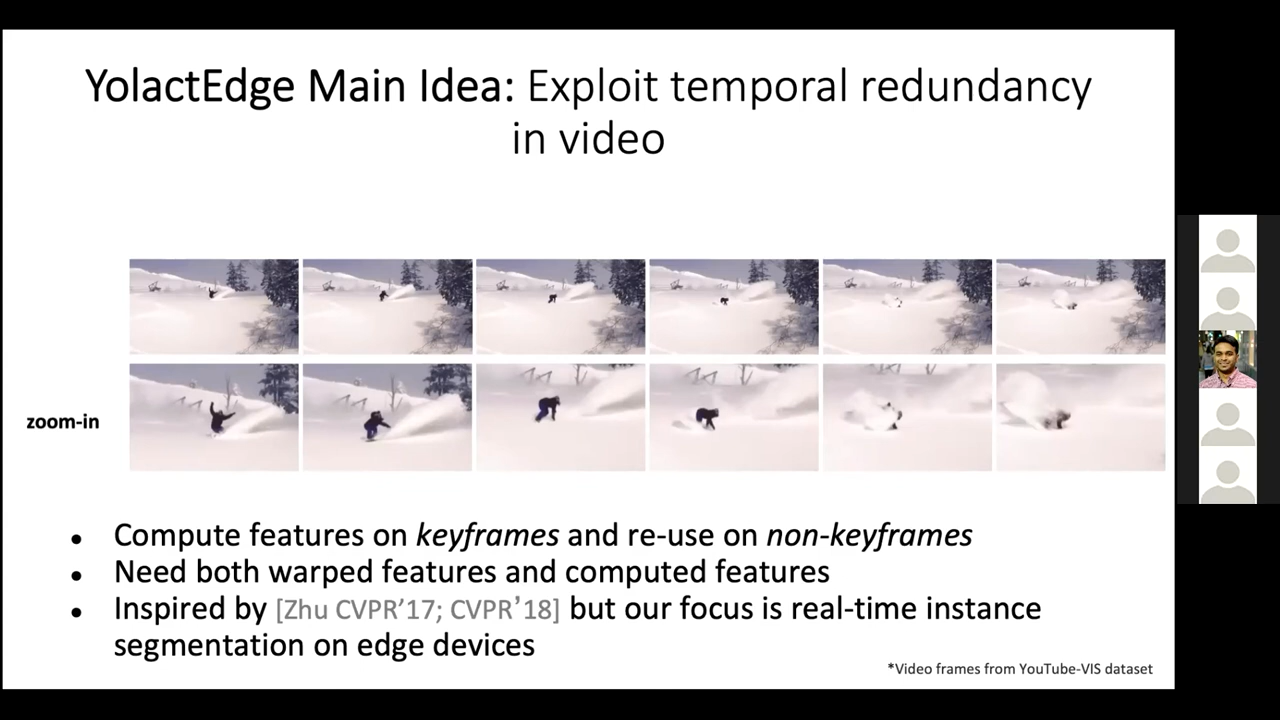 YolactEdge Main Idea: Exploit temporal redundancy
in video
zoom-in
• Compute features on keyframes and re-use on non-keyframes
• Need both warped features and computed features
• Inspired by [Zhu CVPR’17; CVPR’18] but our focus is real-time instance
segmentation on edge devices
*Video frames from YouTube-VIS dataset